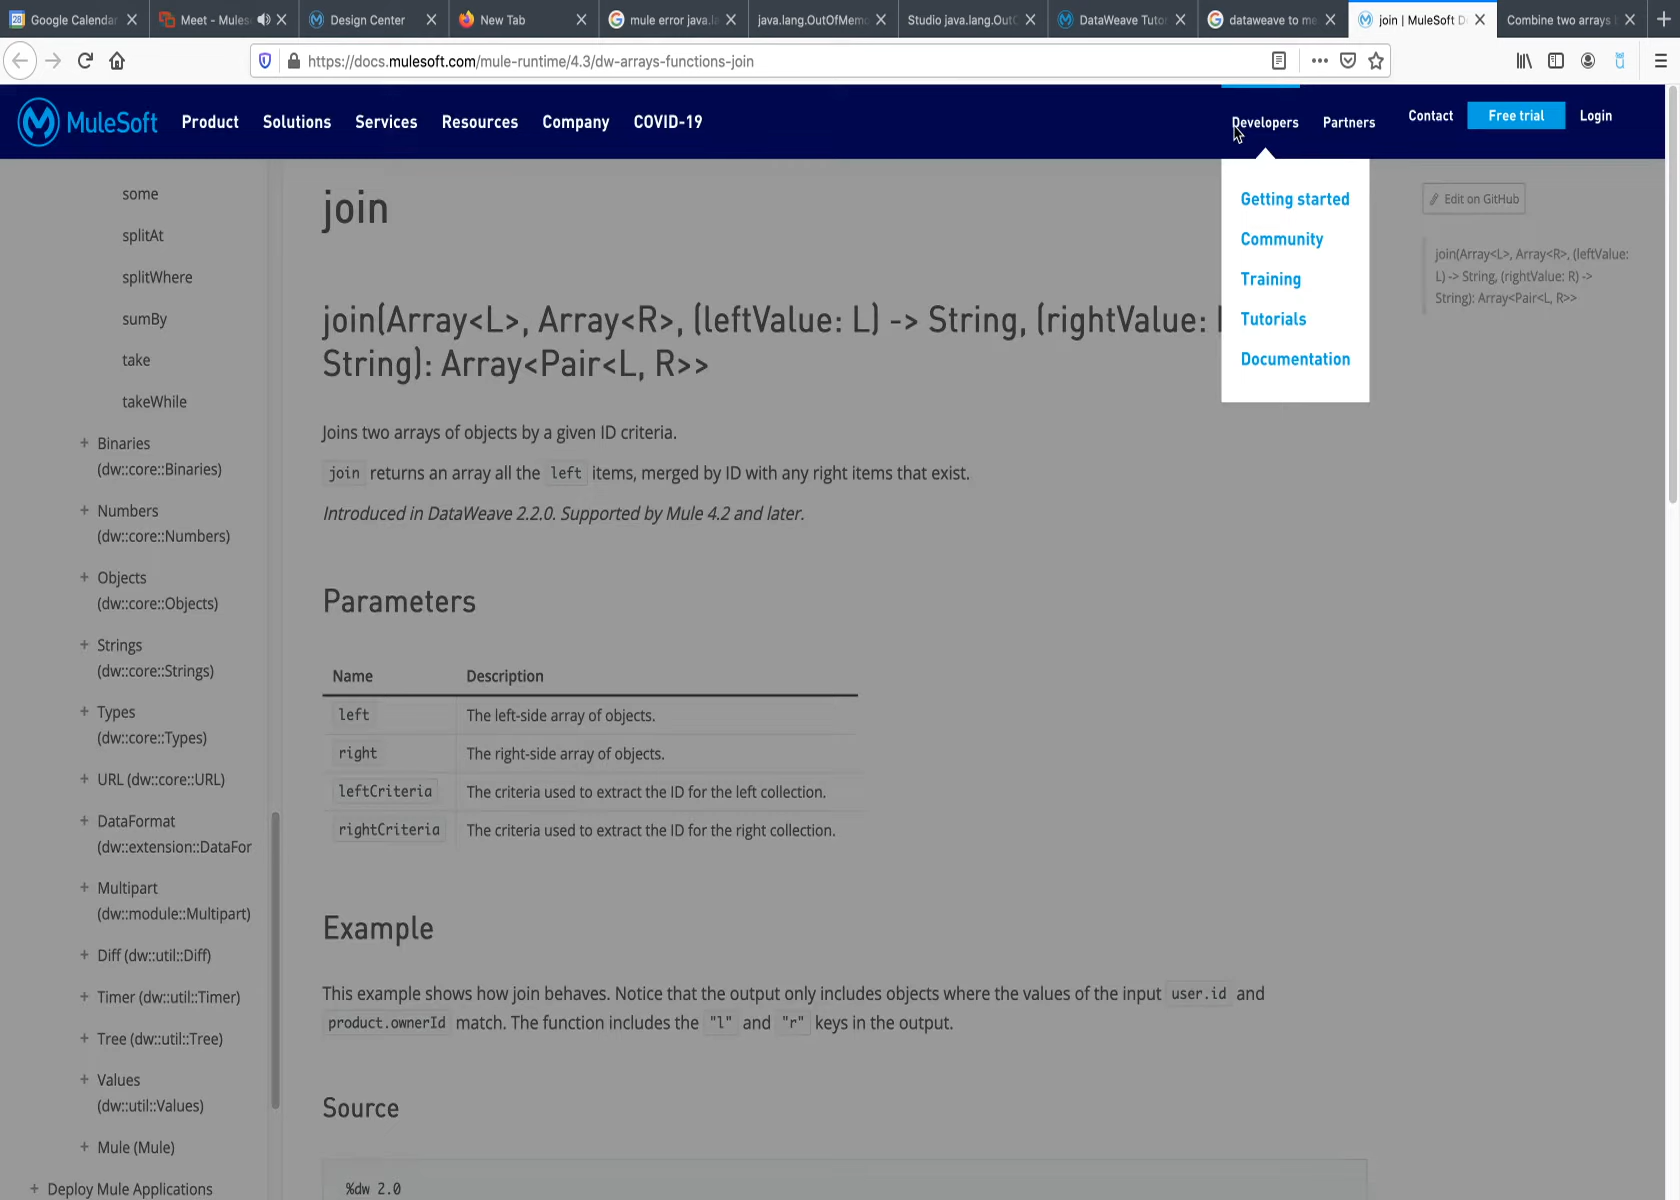 Google Calendar
Meet - Mules
Design Center
New Tab
mule error java.l
java.lang.OutOfMem
Studio java.lang.Out
DataWeave Tuto
dataweave to me
join | MuleSoft D
Combine two arrays
https://docs.mulesoft.com/mule-runtime/4.3/dw-arrays-functions-join
MuleSoft
Product
Solutions
Services
Resources
Company
COVID-19
Developers
Partners
Contact
Free trial
Login
Getting started
Community
Training
Tutorials
Documentation
some
splitAt
splitWhere
sumBy
take
takeWhile
+ Binaries
(dw::core::Binaries)
+ Numbers
(dw::core::Numbers)
+ Objects
(dw::core::Objects)
+ Strings
(dw::core::Strings)
+ Types
(dw::core::Types)
+ URL (dw::core::URL)
+ DataFormat
(dw::extension::DataFor
+ Multipart
(dw::module::Multipart)
+ Diff (dw::util::Diff)
+ Timer (dw::util::Timer)
+ Tree (dw::util::Tree)
+ Values
(dw::util::Values)
+ Mule (Mule)
+ Deploy Mule Applications
join
join(Array<L>, Array<R>, (leftValue: L) -> String, (rightValue:
String): Array<Pair<L, R>>
Joins two arrays of objects by a given ID criteria.
join returns an array all the left items, merged by ID with any right items that exist.
Introduced in DataWeave 2.2.0. Supported by Mule 4.2 and later.
Parameters
Name Description
left The left-side array of objects.
right The right-side array of objects.
leftCriteria The criteria used to extract the ID for the left collection.
rightCriteria The criteria used to extract the ID for the right collection.
Example
This example shows how join behaves. Notice that the output only includes objects where the values of the input user.id and
product.ownerId match. The function includes the "l" and "r" keys in the output.
Source
%dw 2.0
Edit on GitHub
join(Array<L>, Array<R>, (leftValue:
L) -> String, (rightValue: R) ->
String): Array<Pair<L, R>>